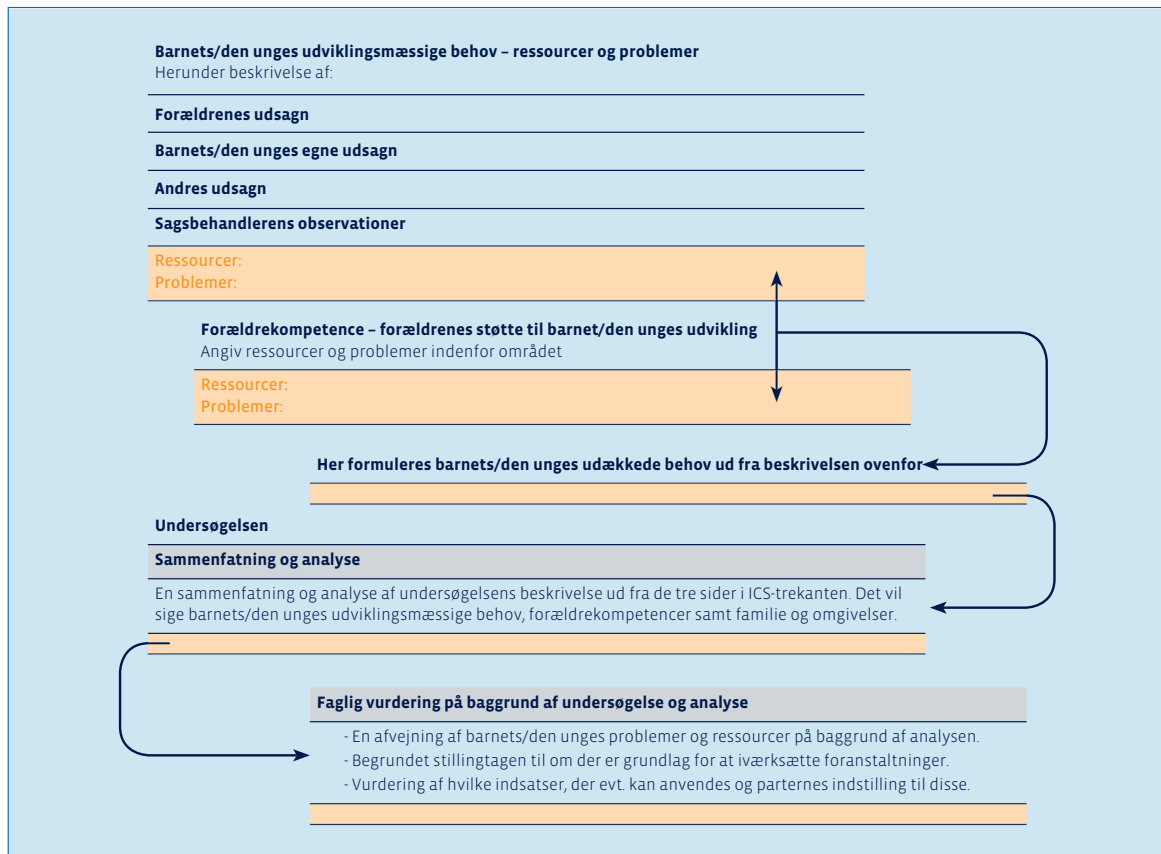 Barnets/den unges udviklingsmæssige behov – ressourcer og problemer
Herunder beskrivelse af:
Forældrenes udsagn
Barnets/den unges egne udsagn
Andres udsagn
Sagsbehandlerens observationer
Ressourcer:
Problemer:
Forældrekompetence – forældrenes støtte til barnet/den unges udvikling
Angiv ressourcer og problemer indenfor området
Ressourcer:
Problemer:
Her formuleres barnets/den unges udækkede behov ud fra beskrivelsen ovenfor
Undersøgelsen
Sammenfatning og analyse
En sammenfatning og analyse af undersøgelsens beskrivelse ud fra de tre sider i ICS-trekanten. Det vil
sige barnets/den unges udviklingsmæssige behov, forældrekompetencer samt familie og omgivelser.
Faglig vurdering på baggrund af undersøgelse og analyse
- En afvejning af barnets/den unges problemer og ressourcer på baggrund af analysen.
- Begrundet stillingtagen til om der er grundlag for at iværksætte foranstaltninger.
- Vurdering af hvilke indsatser, der evt. kan anvendes og parternes indstilling til disse.